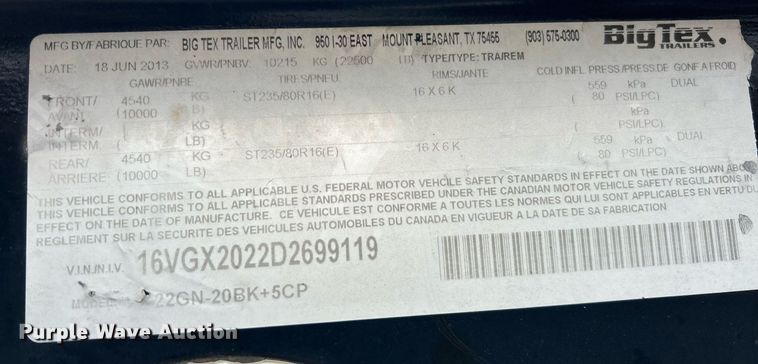 MFG BY/FABRIQUE PAR: BIG TEX TRAILER MFG, INC. 950 I-30 EAST MOUNT PLEASANT, TX 75455 (903) 575-0300 BigTex. TRAILERS
DATE: 18 JUN 2013 GVWR/PNBV: 10215 KG (22500 LB) TYPE/TYPE: TRA/REM
GAWR/PNBE TIRES/PNEU RIMS/JANTE COLD INFL. PRESS/PRESS.DE GONF.A FROID
FRONT/ 4540 KG ST235/80R16(E) 16 X 6 K 559 kPa DUAL
AVANT (10000 LB) ( 80 PSI/LPC)
INTERM/ KG kPa
INTERM ( LB) ( PSI/LPC)
REAR/ 4540 KG ST235/80R16(E) 16 X 6 K 559 kPa DUAL
ARRIERE (10000 LB) ( 80 PSI/LPC)
THIS VEHICLE CONFORMS TO ALL APPLICABLE U.S. FEDERAL MOTOR VEHCILE SAFETY STANDARDS IN EFFECT ON THE DATE SHOWN ABOVE
THIS VEHICLE CONFORMS TO ALL APPLICABLE STANDARDS PRESCRIBED UNDER THE CANADIAN MOTOR VEHICLE SAFETY REGULATIONS IN
EFFECT ON THE DATE OF MANUFACTURE. CE VEHICULE EST CONFORME A TOUTES LES NORMES QUI LUI SONT APPLICABLES EN VERTU DU
REGLEMENT SUR LA SECURITE DES VEHICULES AUTOMOBILES DU CANADA EN VIGUEUR A LA DATE DE SA FABRICATION
V.I.N./N.I.V. 16VGX2022D2699119
MODEL 22GN-20BK+5CP
Purple Wave Auction